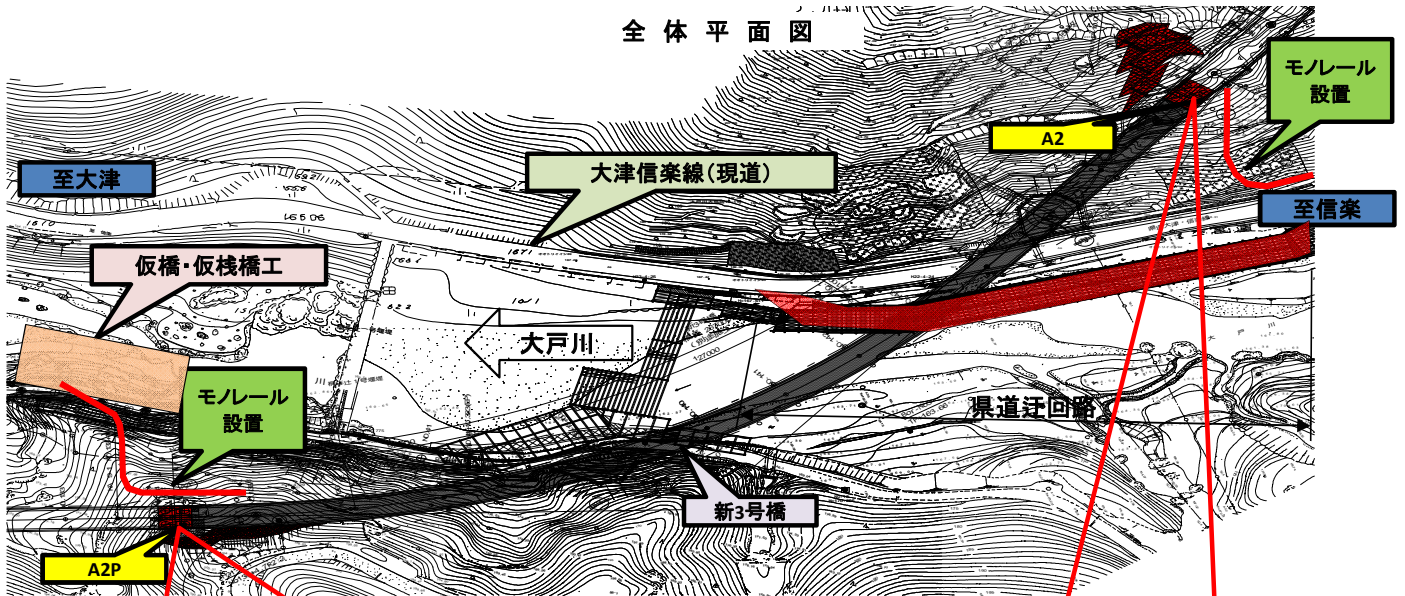 全体平面図
モノレール
設置
A2
大津信楽線(現道)
至大津
至信楽
仮橋・仮桟橋工
大戸川
モノレール
設置
県道迂回路
新3号橋
A2P